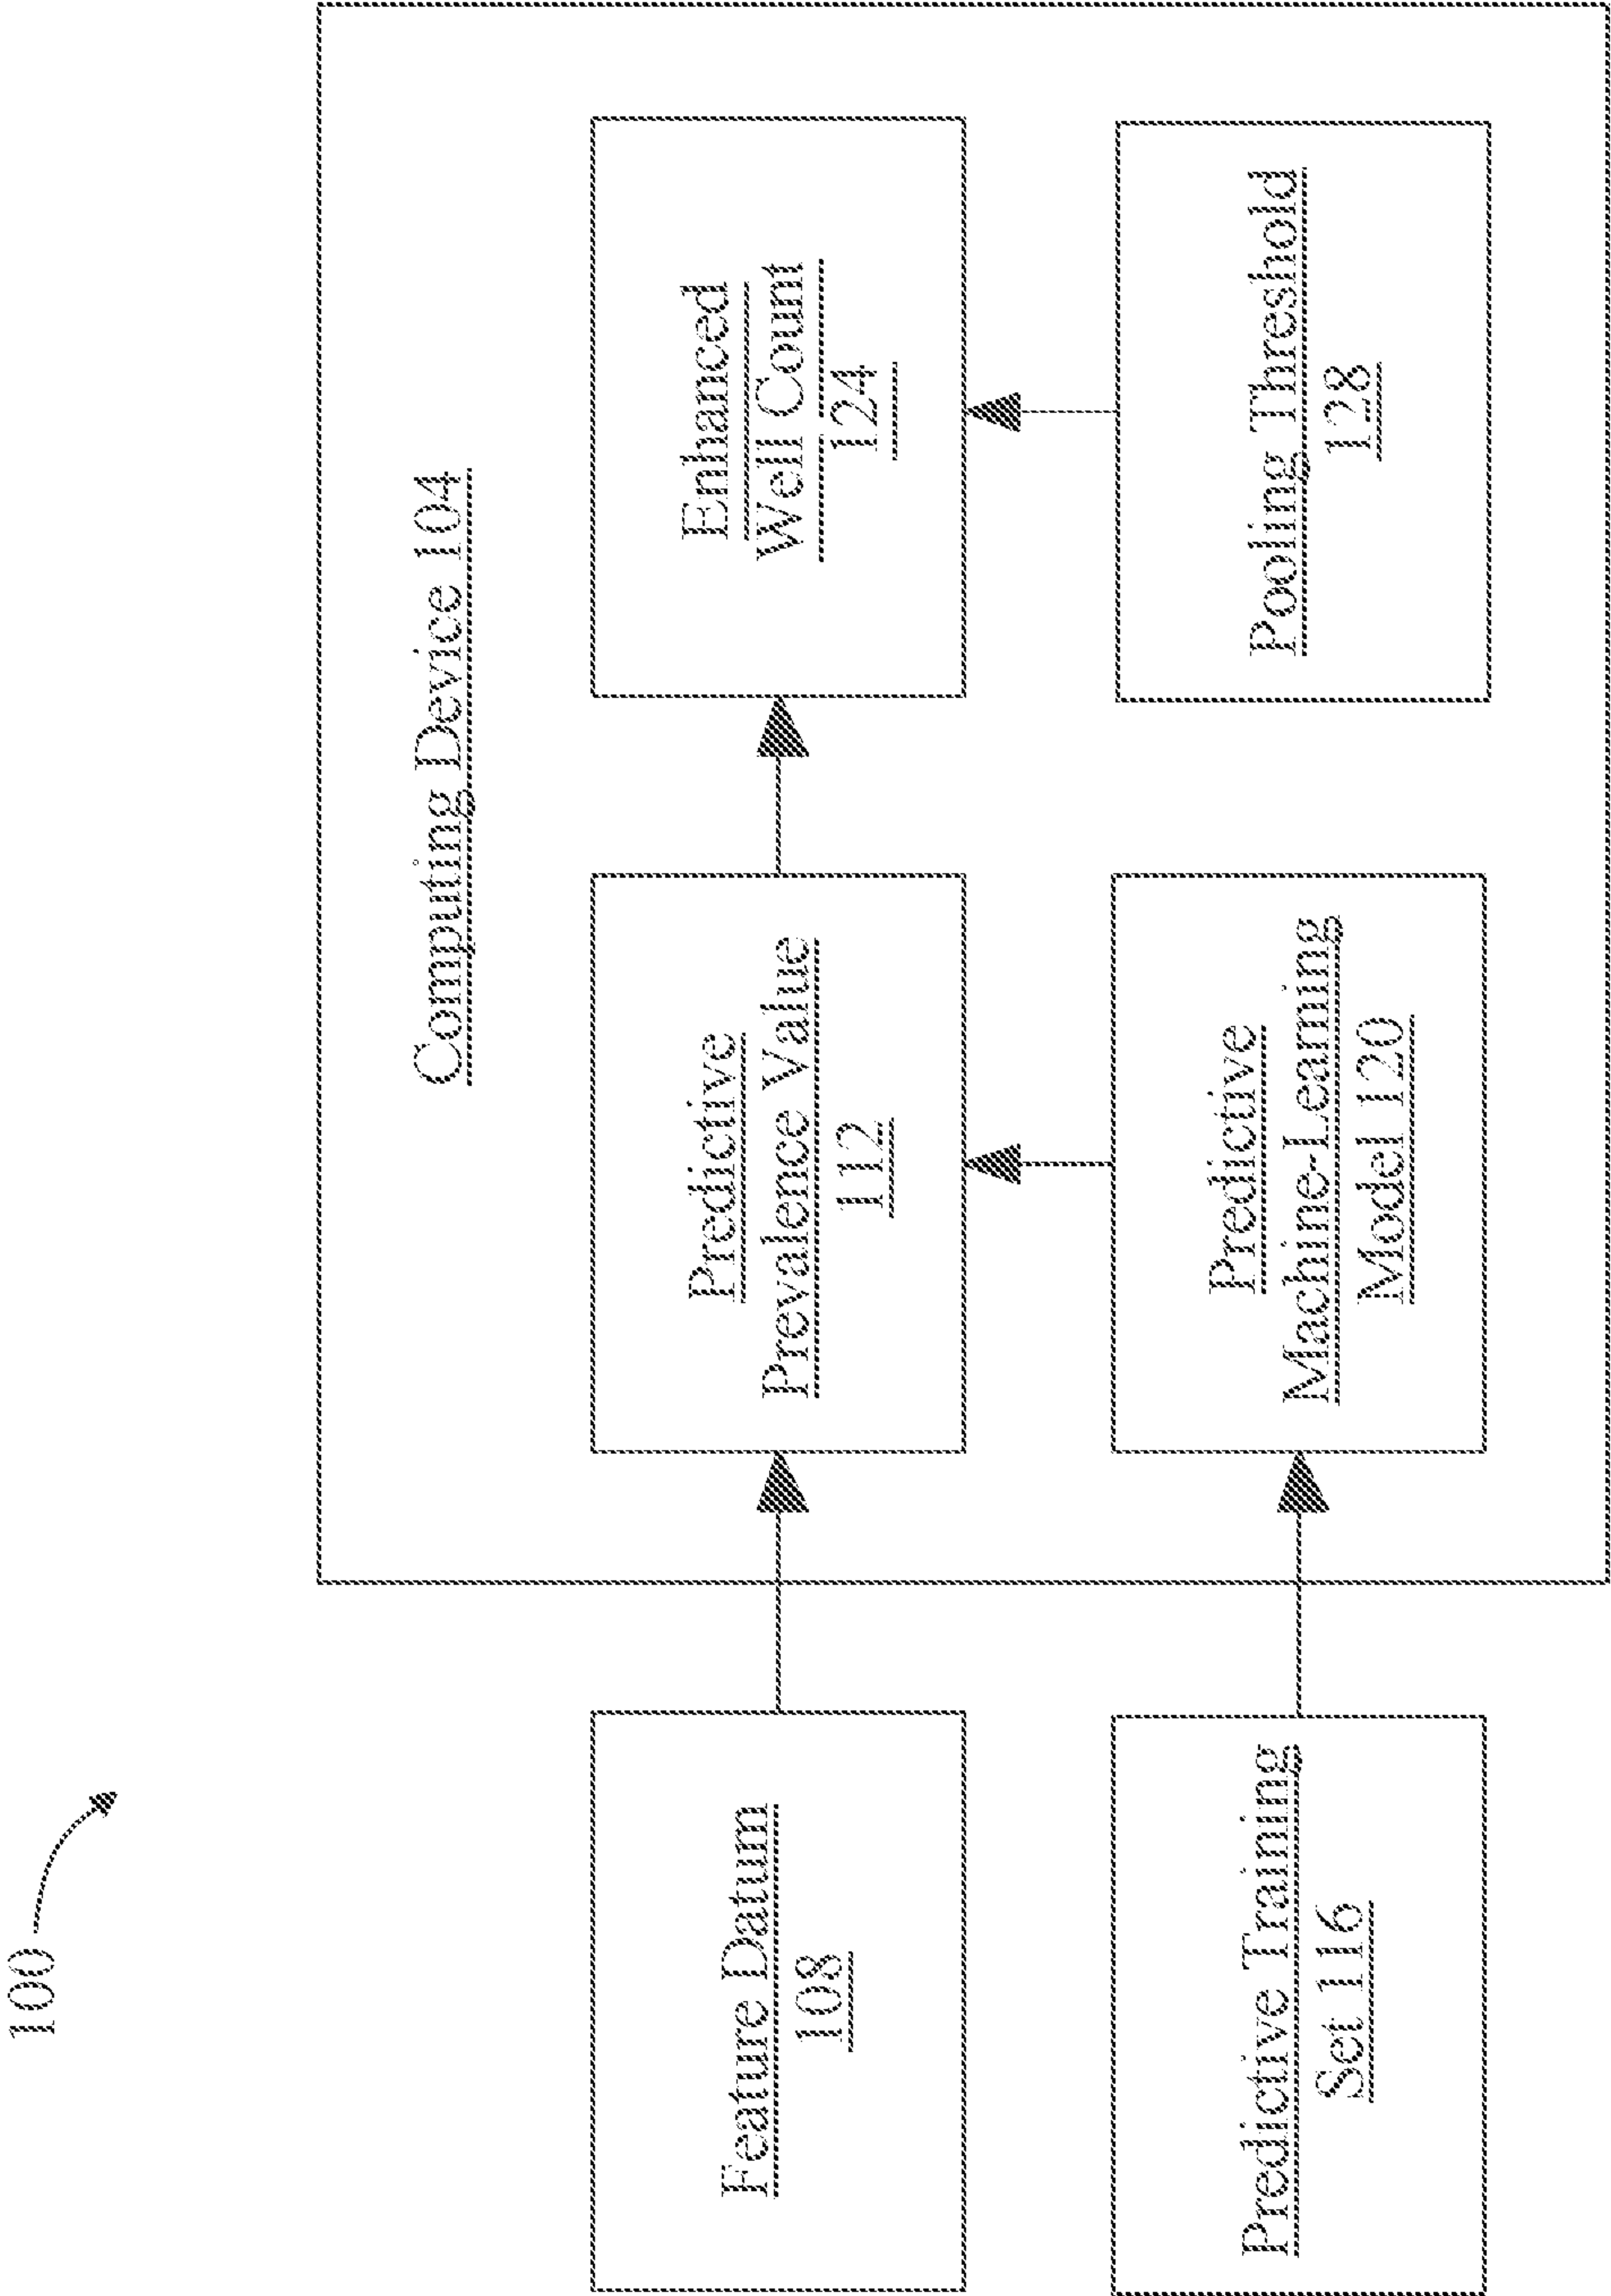 100
Computing Device 104
Feature Datum
108
Predictive
Prevalence Value
112
Enhanced
Well Count
124
Predictive Training
Set 116
Predictive
Machine-Learning
Model 120
Pooling Threshold
128